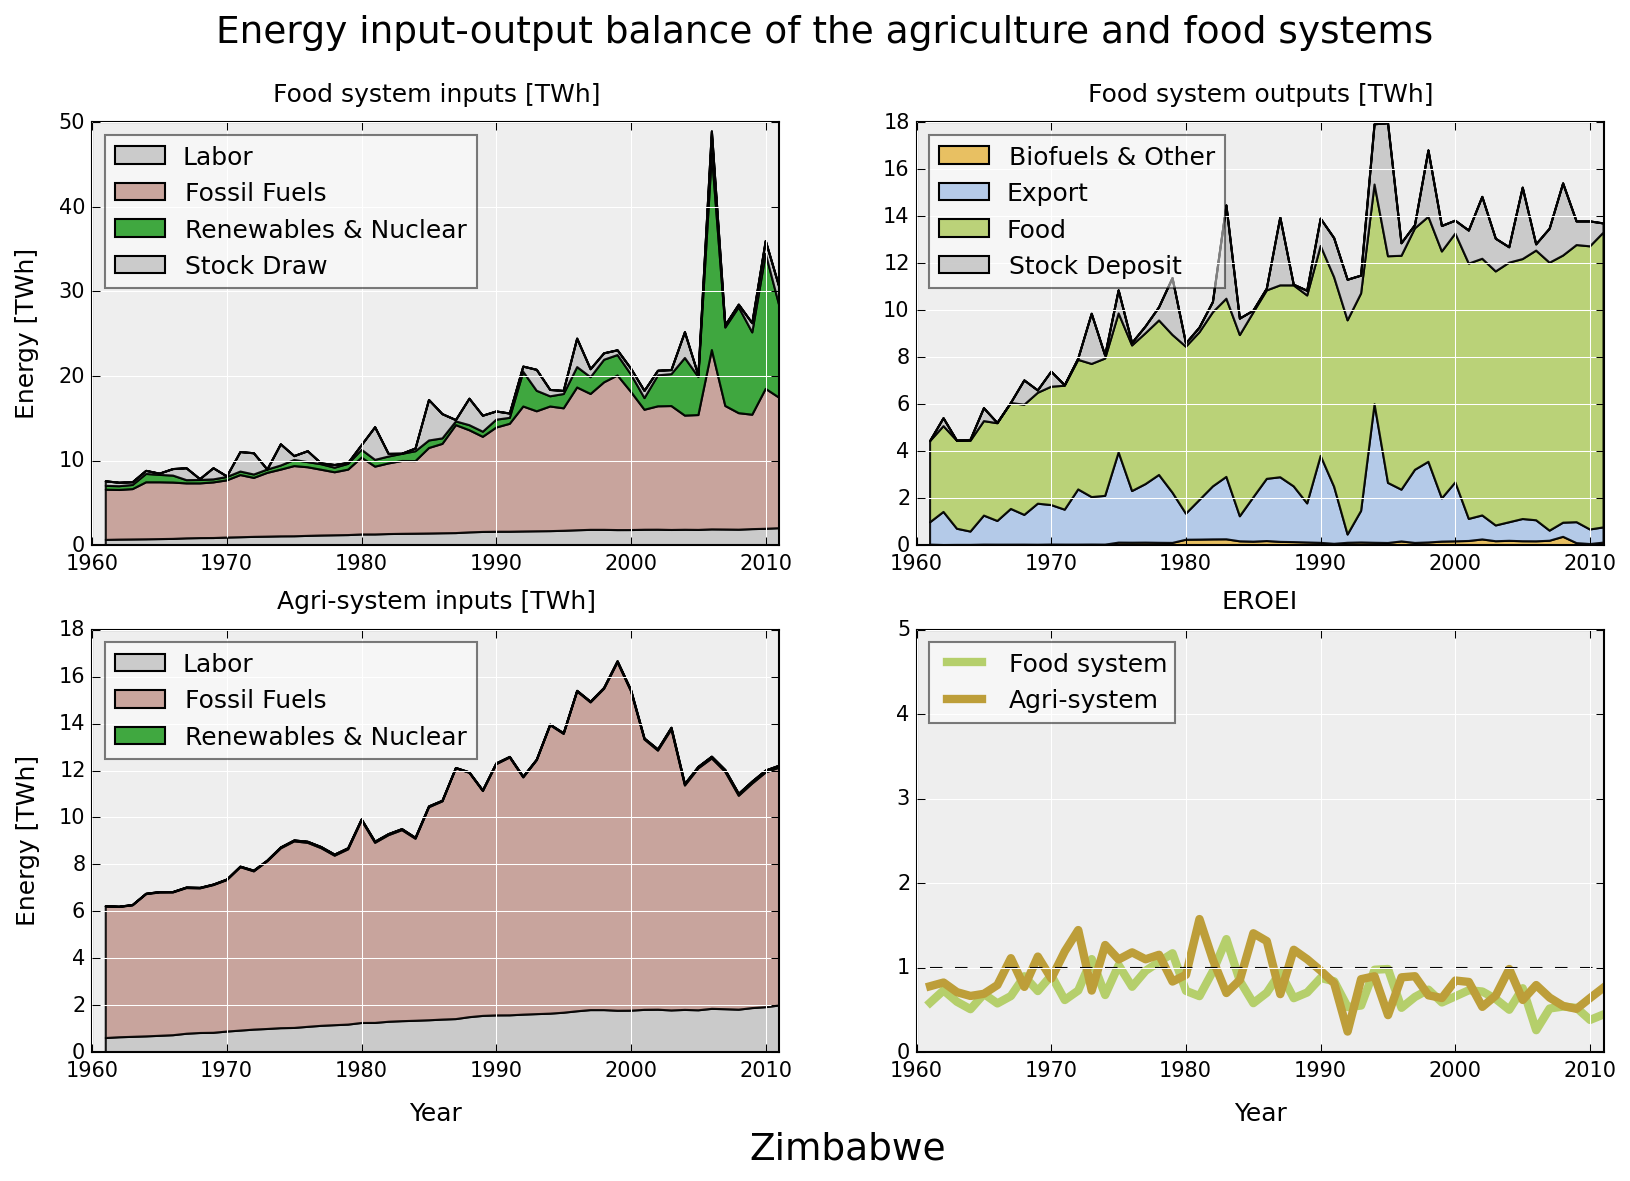 Energy input-output balance of the agriculture and food systems
Food system inputs [TWh]
Energy [TWh]
50
40
30
20
10
0
Labor
Fossil Fuels
Renewables & Nuclear
Stock Draw
1960 1970 1980 1990 2000 2010
Food system outputs [TWh]
18
16
14
12
10
8
6
4
2
0
Biofuels & Other
Export
Food
Stock Deposit
1960 1970 1980 1990 2000 2010
Agri-system inputs [TWh]
Energy [TWh]
18
16
14
12
10
8
6
4
2
0
Labor
Fossil Fuels
Renewables & Nuclear
1960 1970 1980 1990 2000 2010
Year
EROEI
5
4
3
2
1
0
Food system
Agri-system
1960 1970 1980 1990 2000 2010
Year
Zimbabwe